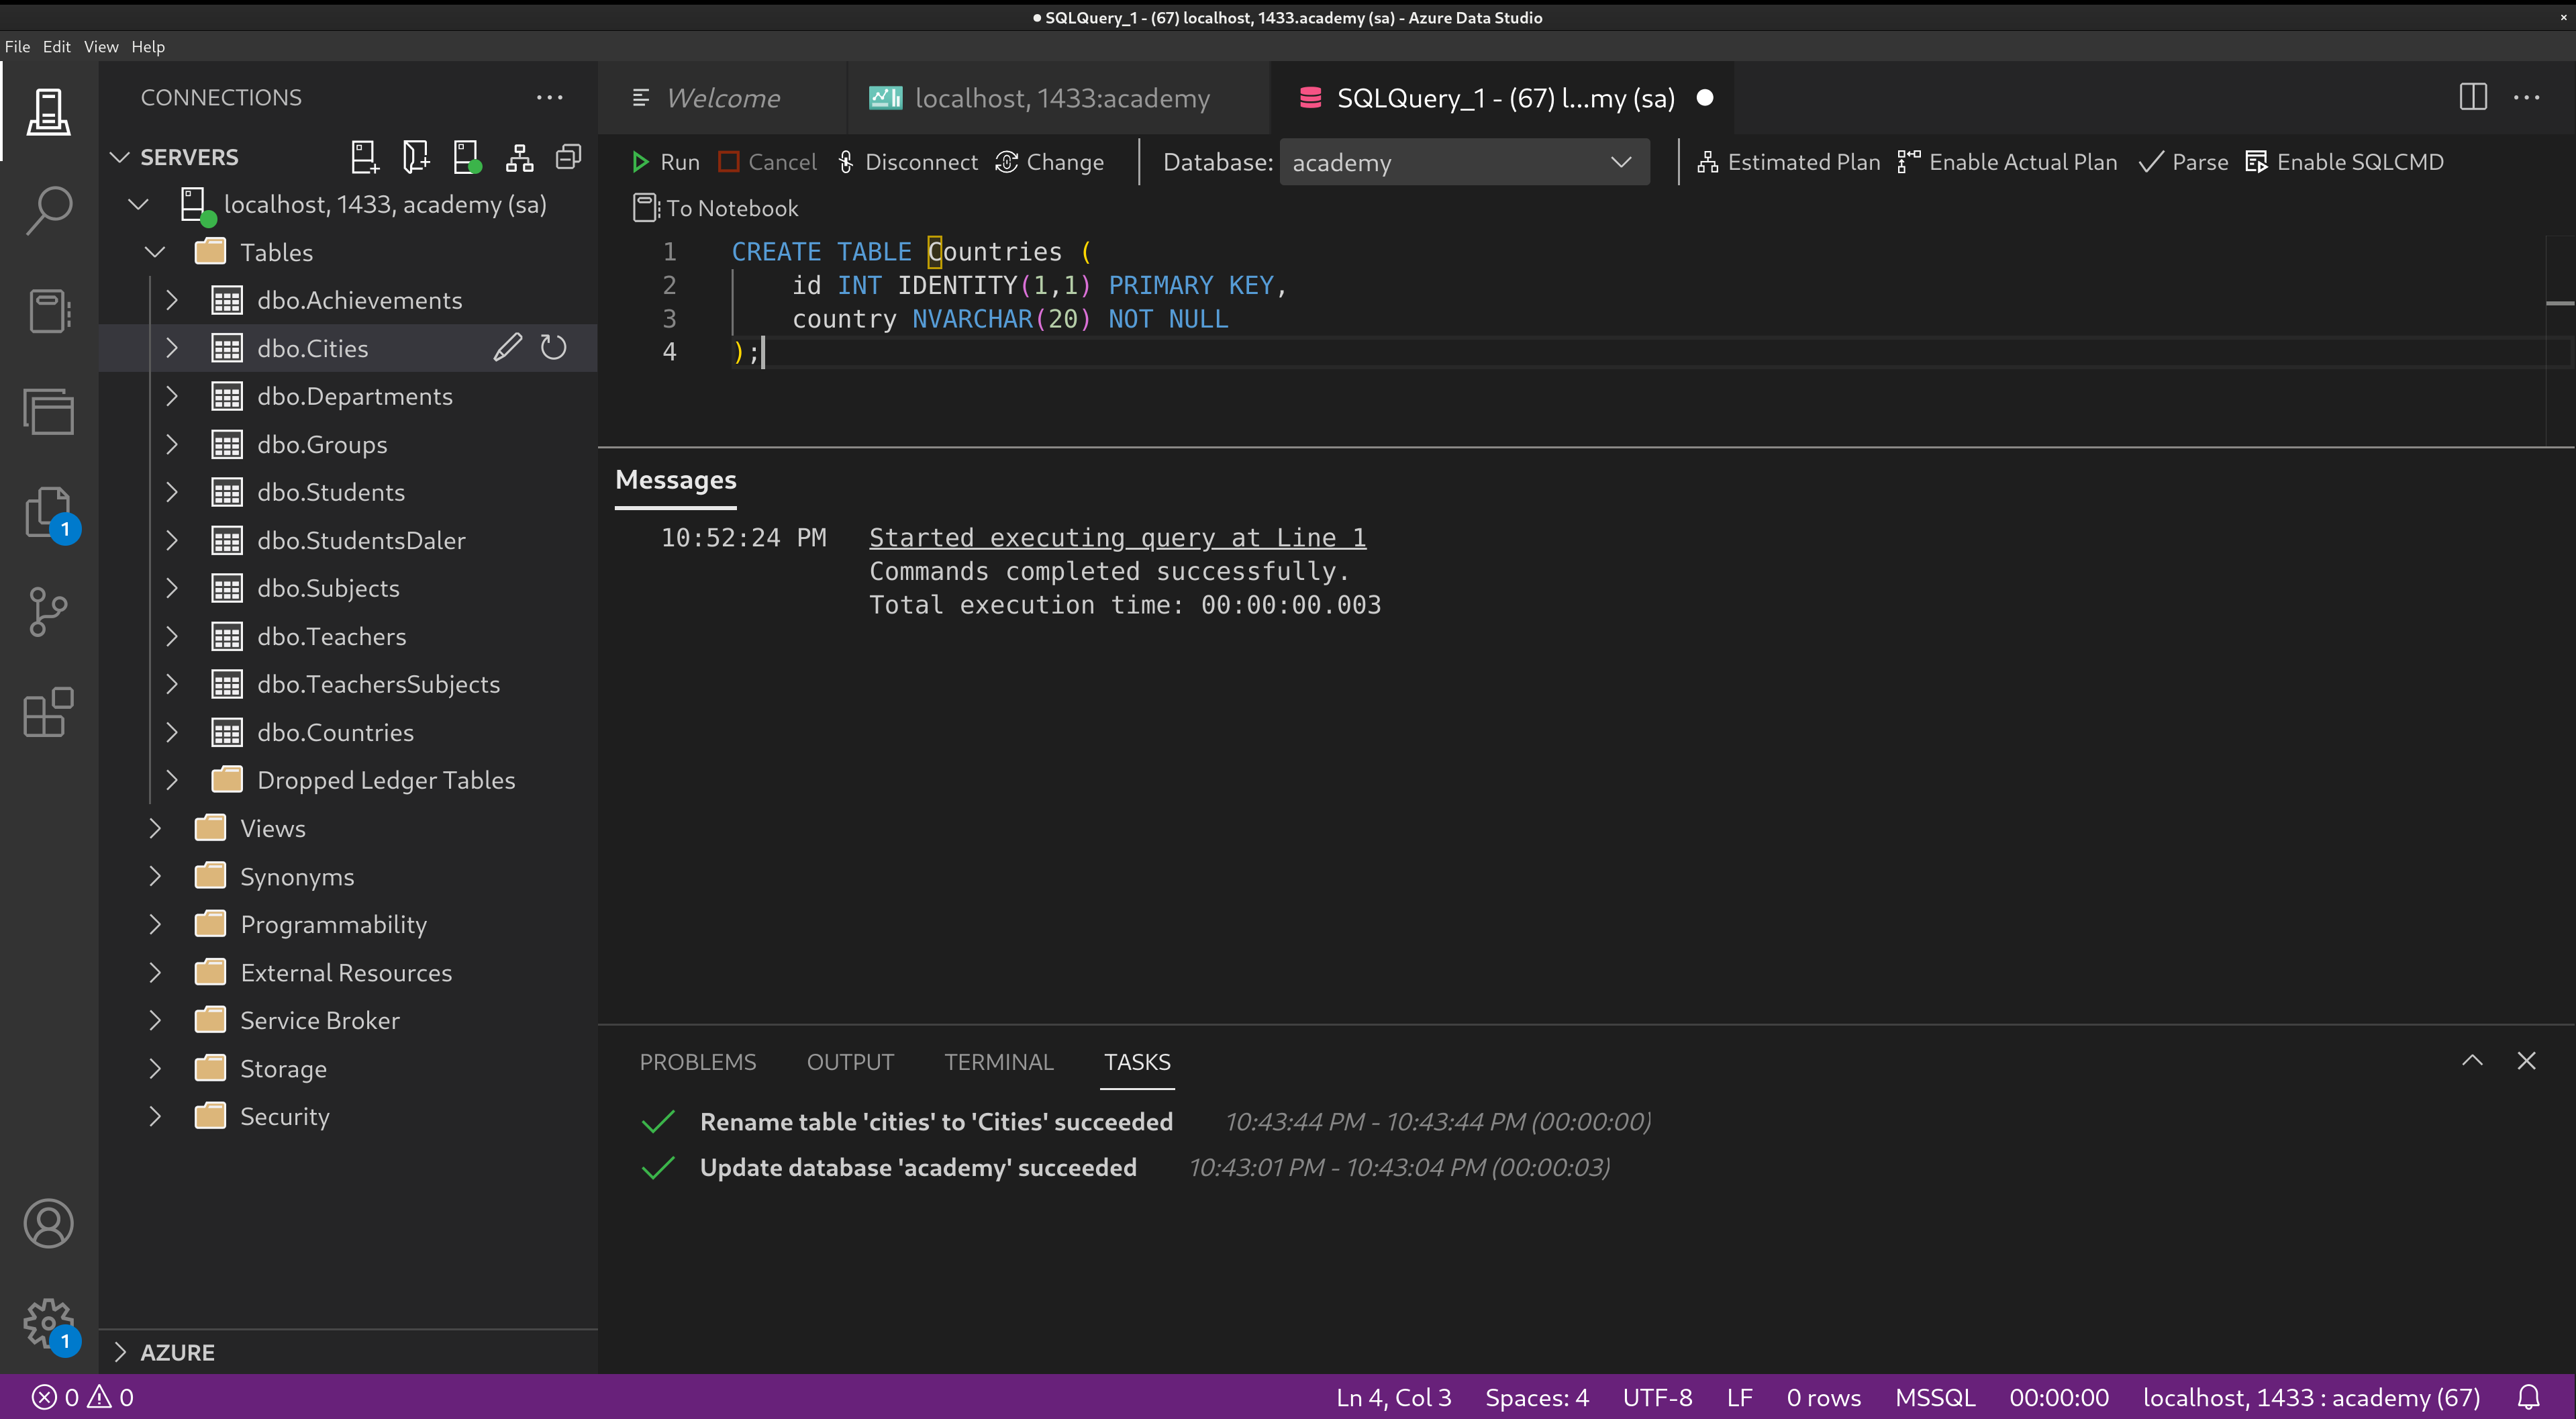 SQLQuery_1 - (67) localhost, 1433.academy (sa) - Azure Data Studio
File Edit View Help
CONNECTIONS
SERVERS
localhost, 1433, academy (sa)
Tables
dbo.Achievements
dbo.Cities
dbo.Departments
dbo.Groups
dbo.Students
dbo.StudentsDaler
dbo.Subjects
dbo.Teachers
dbo.TeachersSubjects
dbo.Countries
Dropped Ledger Tables
Views
Synonyms
Programmability
External Resources
Service Broker
Storage
Security
AZURE
1
1
Welcome
localhost, 1433:academy
SQLQuery_1 - (67) l...my (sa)
Run Cancel Disconnect Change Database: academy Estimated Plan Enable Actual Plan Parse Enable SQLCMD
To Notebook
1 CREATE TABLE Countries (
2 id INT IDENTITY(1,1) PRIMARY KEY,
3 country NVARCHAR(20) NOT NULL
4 );
Messages
10:52:24 PM Started executing query at Line 1
Commands completed successfully.
Total execution time: 00:00:00.003
PROBLEMS OUTPUT TERMINAL TASKS
Rename table 'cities' to 'Cities' succeeded 10:43:44 PM - 10:43:44 PM (00:00:00)
Update database 'academy' succeeded 10:43:01 PM - 10:43:04 PM (00:00:03)
0 0 Ln 4, Col 3 Spaces: 4 UTF-8 LF 0 rows MSSQL 00:00:00 localhost, 1433 : academy (67)